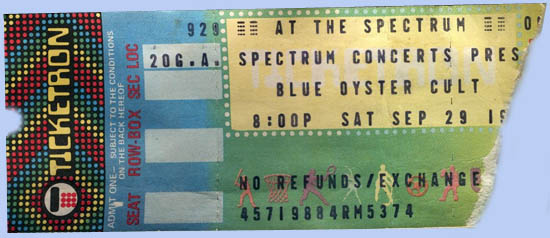 TICKETRON
ADMIT ONE— SUBJECT TO THE CONDITIONS
ON THE BACK HEREOF
SEAT ROW-BOX SEC LOC
929
20G.A.
AT THE SPECTRUM
SPECTRUM CONCERTS PRES
BLUE OYSTER CULT
8:00P SAT SEP 29 19
NO REFUNDS/EXCHANGE
45719884RM5374